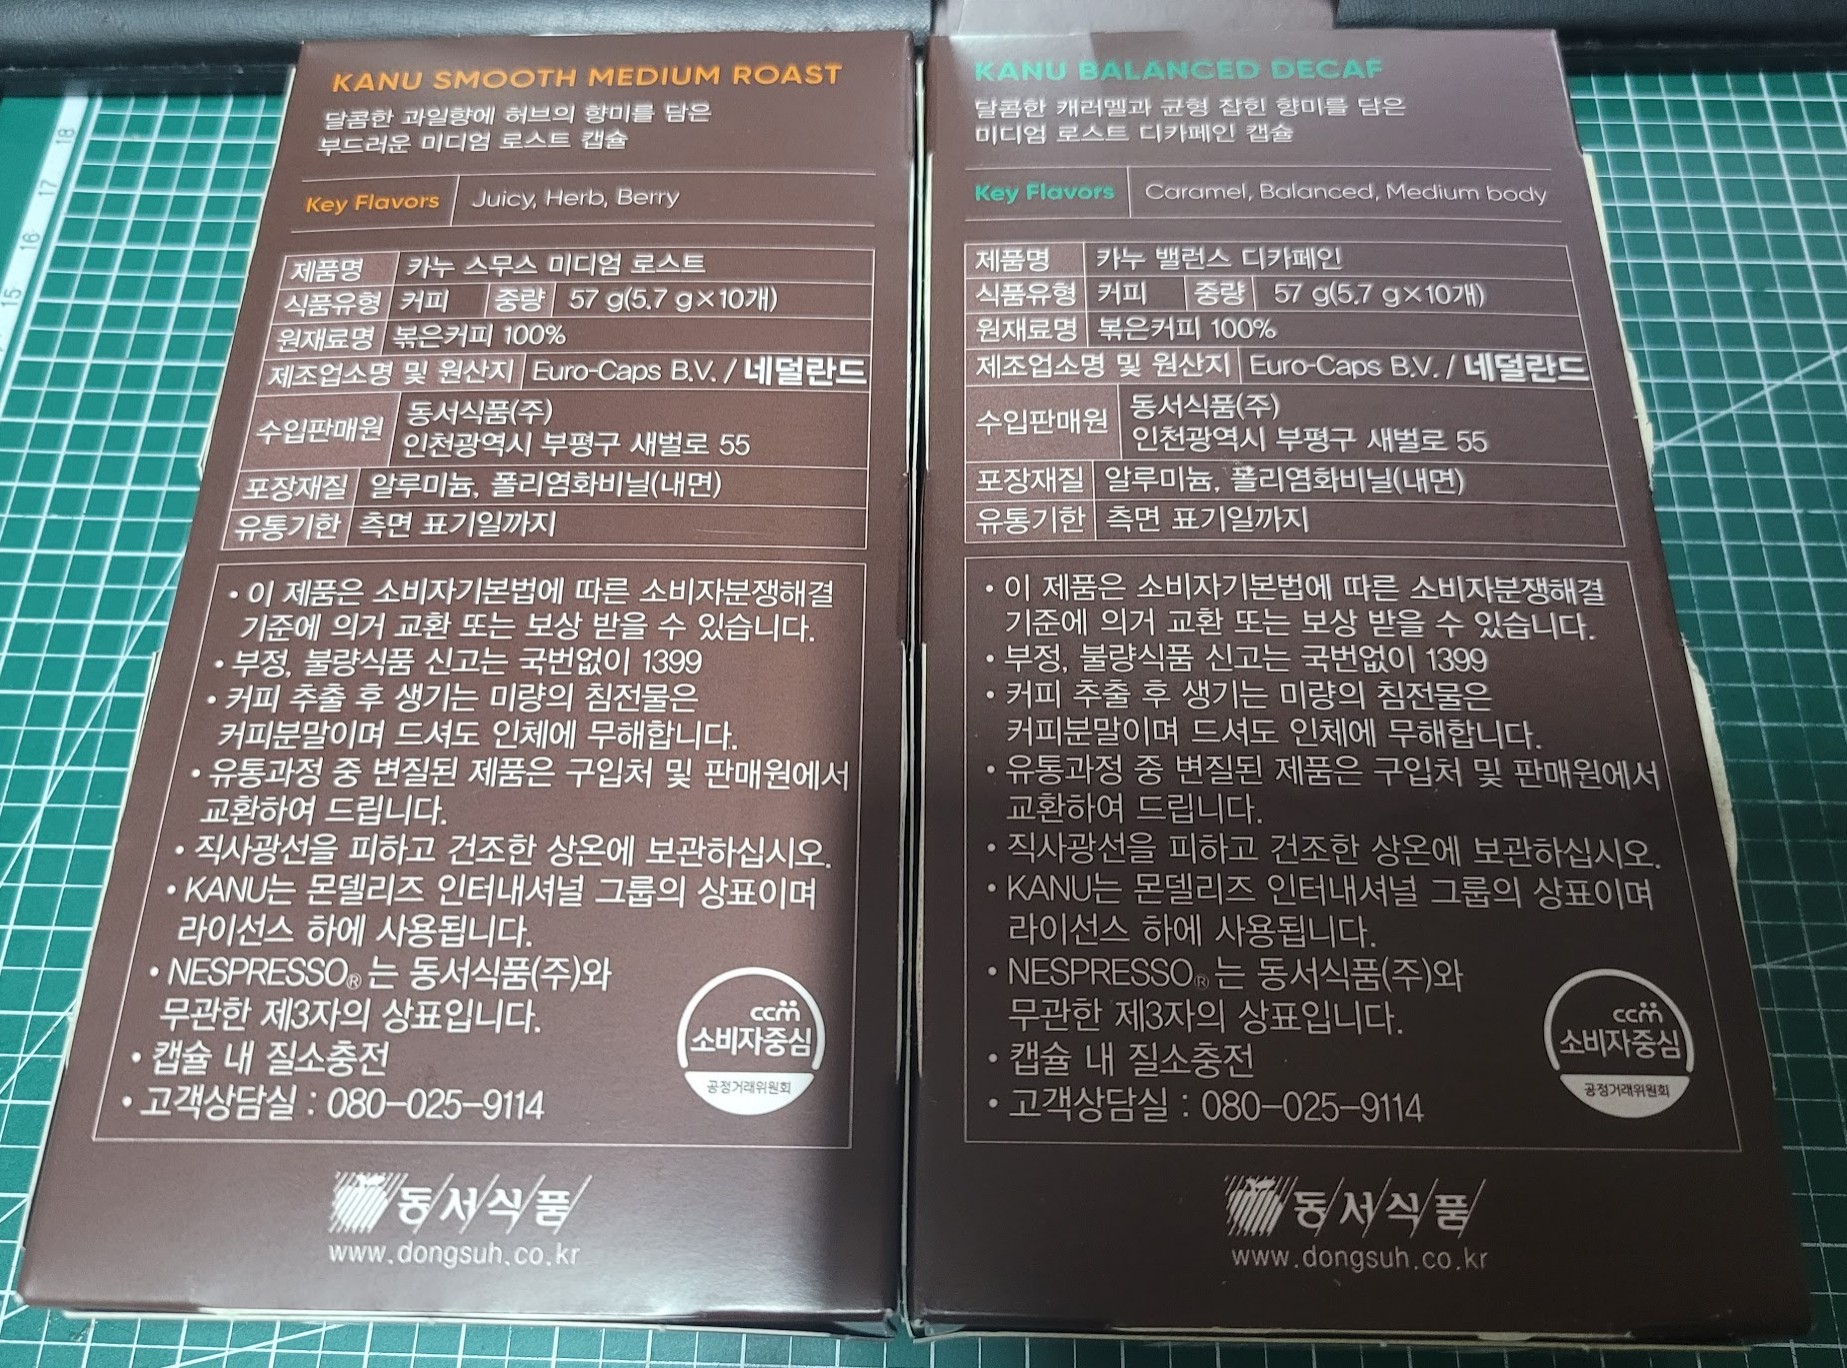 KANU SMOOTH MEDIUM ROAST
달콤한 과일향에 허브의 향미를 담은
부드러운 미디엄 로스트 캡슐
Key Flavors Juicy, Herb, Berry
제품명 카누 스무스 미디엄 로스트
식품유형 커피 중량 57 g(5.7 g×10개)
원재료명 볶은커피 100%
제조업소명 및 원산지 Euro-Caps B.V. / 네덜란드
수입판매원 동서식품(주)
인천광역시 부평구 새벌로 55
포장재질 알루미늄, 폴리염화비닐(내면)
유통기한 측면 표기일까지
• 이 제품은 소비자기본법에 따른 소비자분쟁해결
기준에 의거 교환 또는 보상 받을 수 있습니다.
• 부정, 불량식품 신고는 국번없이 1399
• 커피 추출 후 생기는 미량의 침전물은
커피분말이며 드셔도 인체에 무해합니다.
• 유통과정 중 변질된 제품은 구입처 및 판매원에서
교환하여 드립니다.
• 직사광선을 피하고 건조한 상온에 보관하십시오.
• KANU는 몬델리즈 인터내셔널 그룹의 상표이며
라이선스 하에 사용됩니다.
• NESPRESSO® 는 동서식품(주)와
무관한 제3자의 상표입니다.
• 캡슐 내 질소충전
• 고객상담실 : 080-025-9114
ccm
소비자중심
공정거래위원회
동서식품
www.dongsuh.co.kr
KANU BALANCED DECAF
달콤한 캐러멜과 균형 잡힌 향미를 담은
미디엄 로스트 디카페인 캡슐
Key Flavors Caramel, Balanced, Medium body
제품명 카누 밸런스 디카페인
식품유형 커피 중량 57 g(5.7 g×10개)
원재료명 볶은커피 100%
제조업소명 및 원산지 Euro-Caps B.V. / 네덜란드
수입판매원 동서식품(주)
인천광역시 부평구 새벌로 55
포장재질 알루미늄, 폴리염화비닐(내면)
유통기한 측면 표기일까지
• 이 제품은 소비자기본법에 따른 소비자분쟁해결
기준에 의거 교환 또는 보상 받을 수 있습니다.
• 부정, 불량식품 신고는 국번없이 1399
• 커피 추출 후 생기는 미량의 침전물은
커피분말이며 드셔도 인체에 무해합니다.
• 유통과정 중 변질된 제품은 구입처 및 판매원에서
교환하여 드립니다.
• 직사광선을 피하고 건조한 상온에 보관하십시오.
• KANU는 몬델리즈 인터내셔널 그룹의 상표이며
라이선스 하에 사용됩니다.
• NESPRESSO® 는 동서식품(주)와
무관한 제3자의 상표입니다.
• 캡슐 내 질소충전
• 고객상담실 : 080-025-9114
ccm
소비자중심
공정거래위원회
동서식품
www.dongsuh.co.kr
18
17
16
15